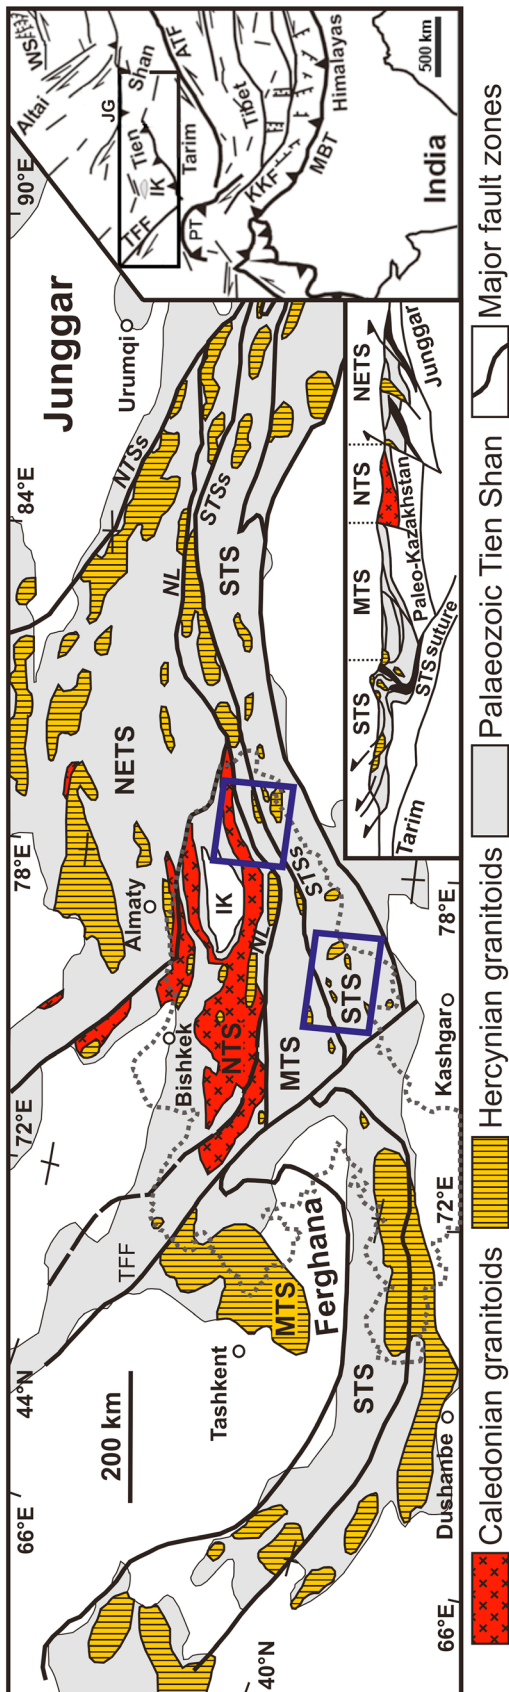 66°E
44°N
72°E
78°E
84°E
90°E
40°N
66°E
72°E
78°E
200 km
Tashkent
Dushanbe
Bishkek
Almaty
Kashgar
Urumqi
Junggar
Ferghana
TFF
MTS
STS
NTS
MTS
STS
IK
NL
STSs
NETS
NL
STSs
STS
NTSs
WSF
Altai
JG
Shan
ATF
Tien
IK
TFF
Tarim
PT
Tibet
KKF
MBT
Himalayas
500 km
India
STS
MTS
NTS
NETS
Tarim
STS suture
Paleo-Kazakhstan
Junggar
Caledonian granitoids
Hercynian granitoids
Palaeozoic Tien Shan
Major fault zones